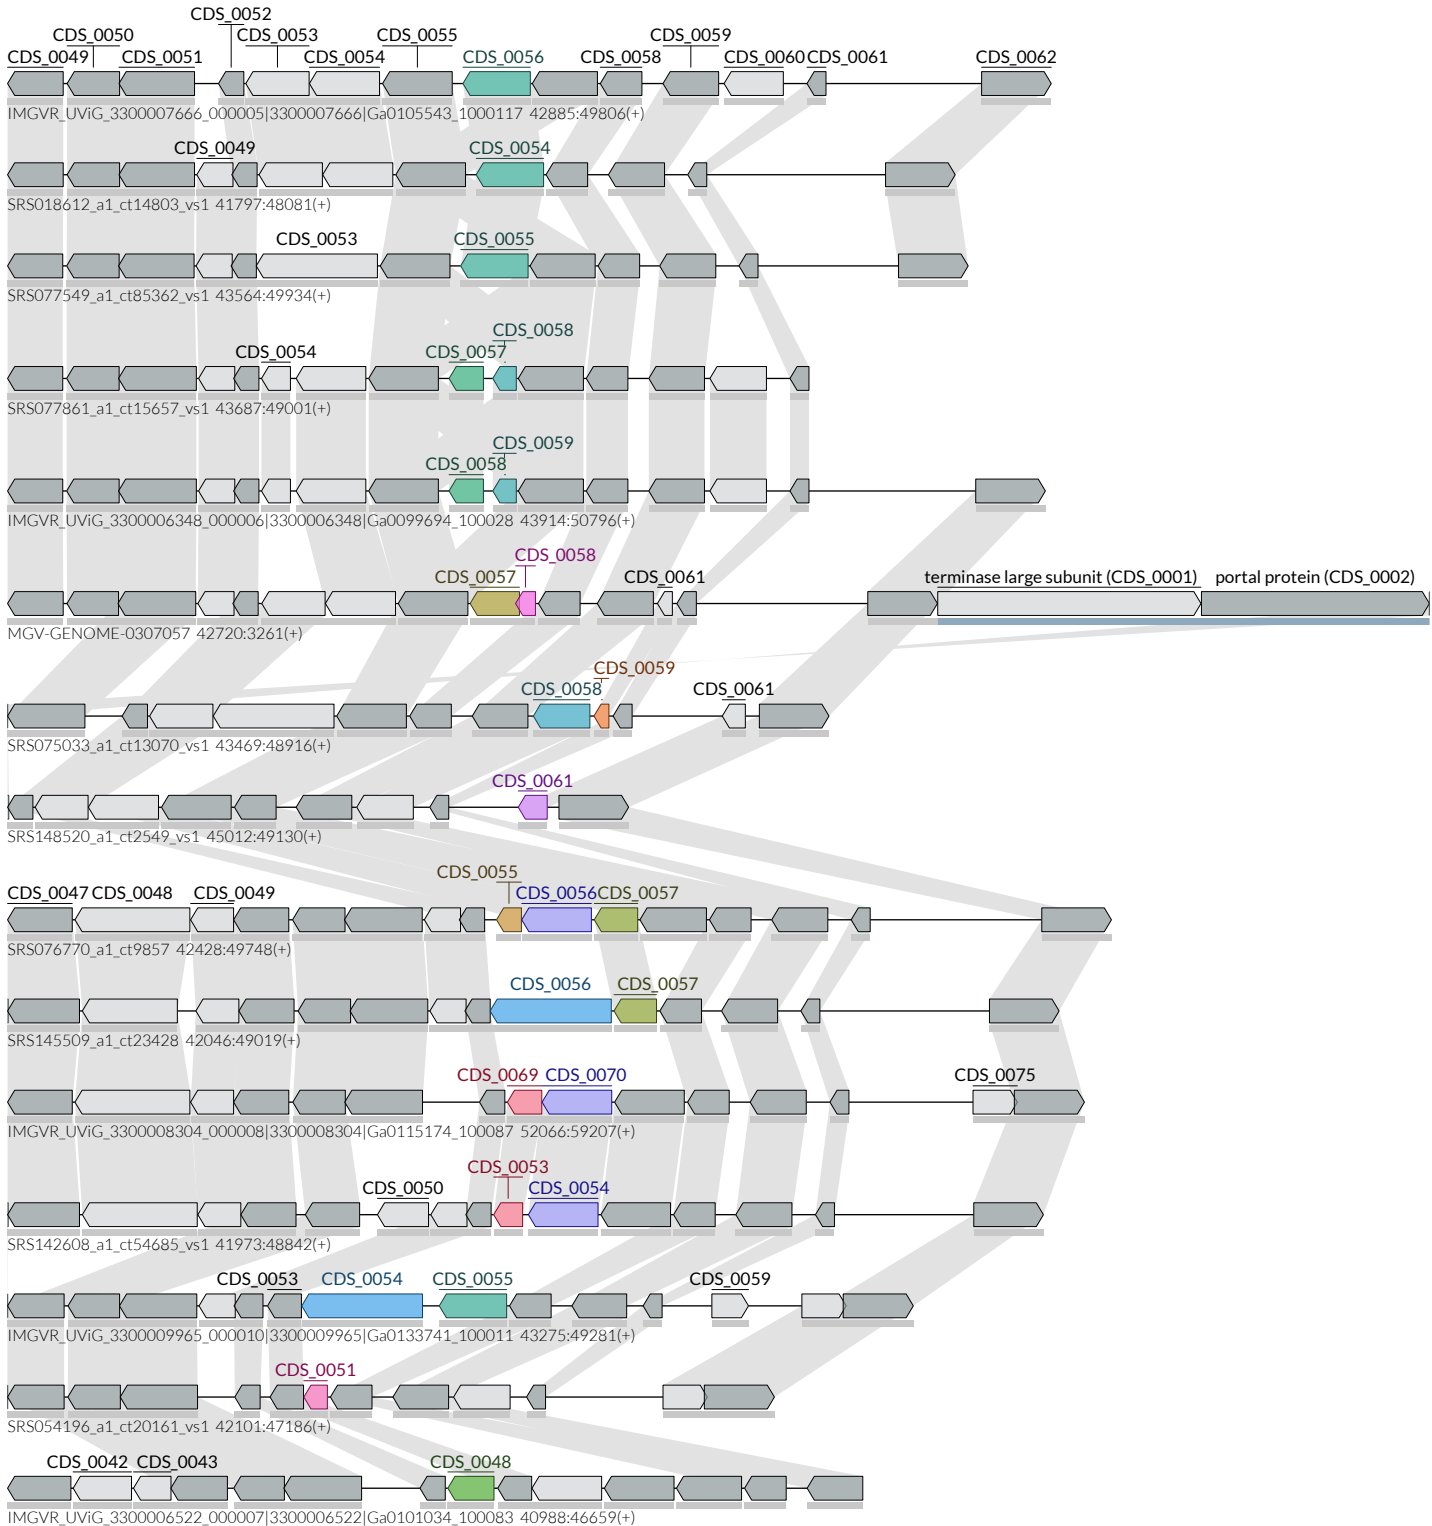 CDS_0052
CDS_0050 CDS_0053 CDS_0055 CDS_0059
CDS_0049 CDS_0051 CDS_0054 CDS_0056 CDS_0058 CDS_0060 CDS_0061 CDS_0062
IMGVR_UViG_3300007666_000005|3300007666|Ga0105543_1000117 42885:49806(+)
CDS_0049 CDS_0054
SRS018612_a1_ct14803_vs1 41797:48081(+)
CDS_0053 CDS_0055
SRS077549_a1_ct85362_vs1 43564:49934(+)
CDS_0058
CDS_0054 CDS_0057
SRS077861_a1_ct15657_vs1 43687:49001(+)
CDS_0059
CDS_0058
IMGVR_UViG_3300006348_000006|3300006348|Ga0099694_100028 43914:50796(+)
CDS_0058
CDS_0057 CDS_0061 terminase large subunit (CDS_0001) portal protein (CDS_0002)
MGV-GENOME-0307057 42720:3261(+)
CDS_0059
CDS_0058 CDS_0061
SRS075033_a1_ct13070_vs1 43469:48916(+)
CDS_0061
SRS148520_a1_ct2549_vs1 45012:49130(+)
CDS_0055
CDS_0047 CDS_0048 CDS_0049 CDS_0056 CDS_0057
SRS076770_a1_ct9857 42428:49748(+)
CDS_0056 CDS_0057
SRS145509_a1_ct23428 42046:49019(+)
CDS_0069 CDS_0070 CDS_0075
IMGVR_UViG_3300008304_000008|3300008304|Ga0115174_100087 52066:59207(+)
CDS_0053
CDS_0050 CDS_0054
SRS142608_a1_ct54685_vs1 41973:48842(+)
CDS_0053 CDS_0054 CDS_0055 CDS_0059
IMGVR_UViG_3300009965_000010|3300009965|Ga0133741_100011 43275:49281(+)
CDS_0051
SRS054196_a1_ct20161_vs1 42101:47186(+)
CDS_0042 CDS_0043 CDS_0048
IMGVR_UViG_3300006522_000007|3300006522|Ga0101034_100083 40988:46659(+)